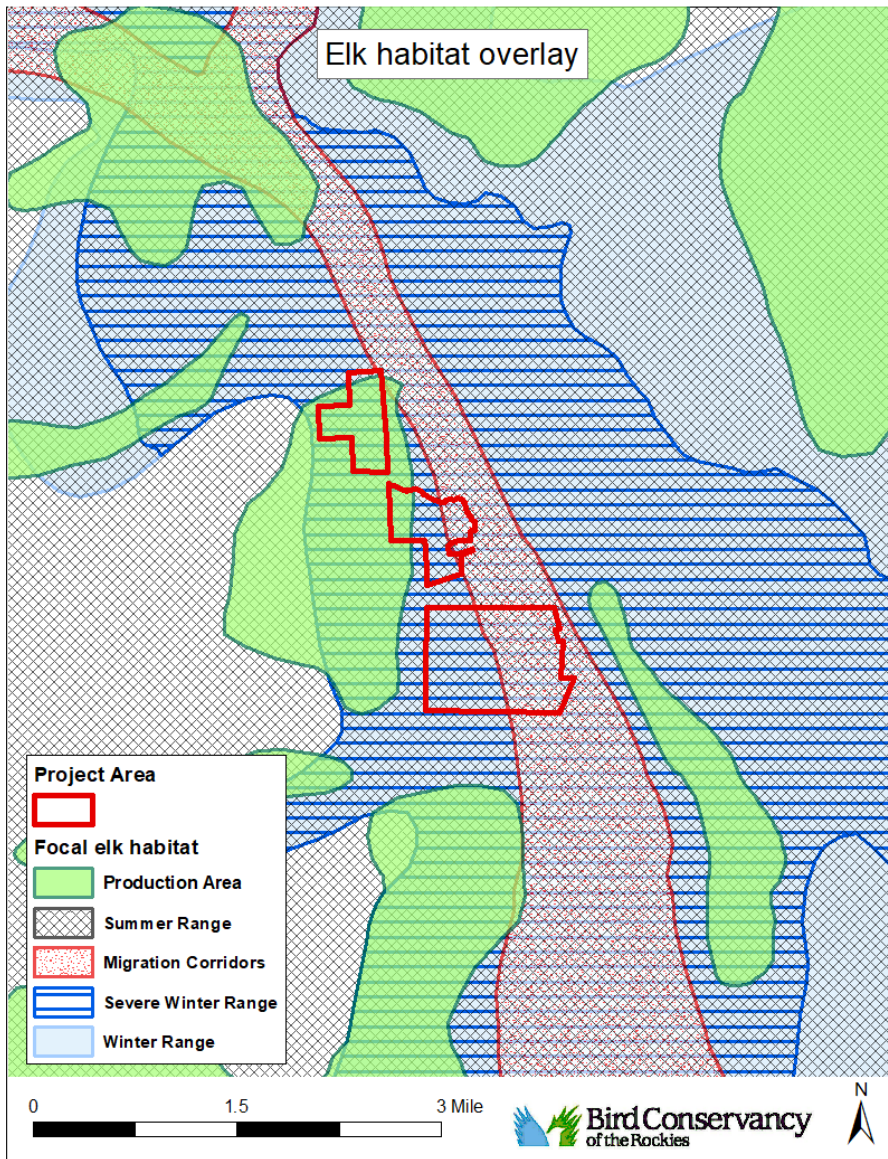 Elk habitat overlay
Project Area
Focal elk habitat
Production Area
Summer Range
Migration Corridors
Severe Winter Range
Winter Range
0 1.5 3 Mile
N
Bird Conservancy
of the Rockies